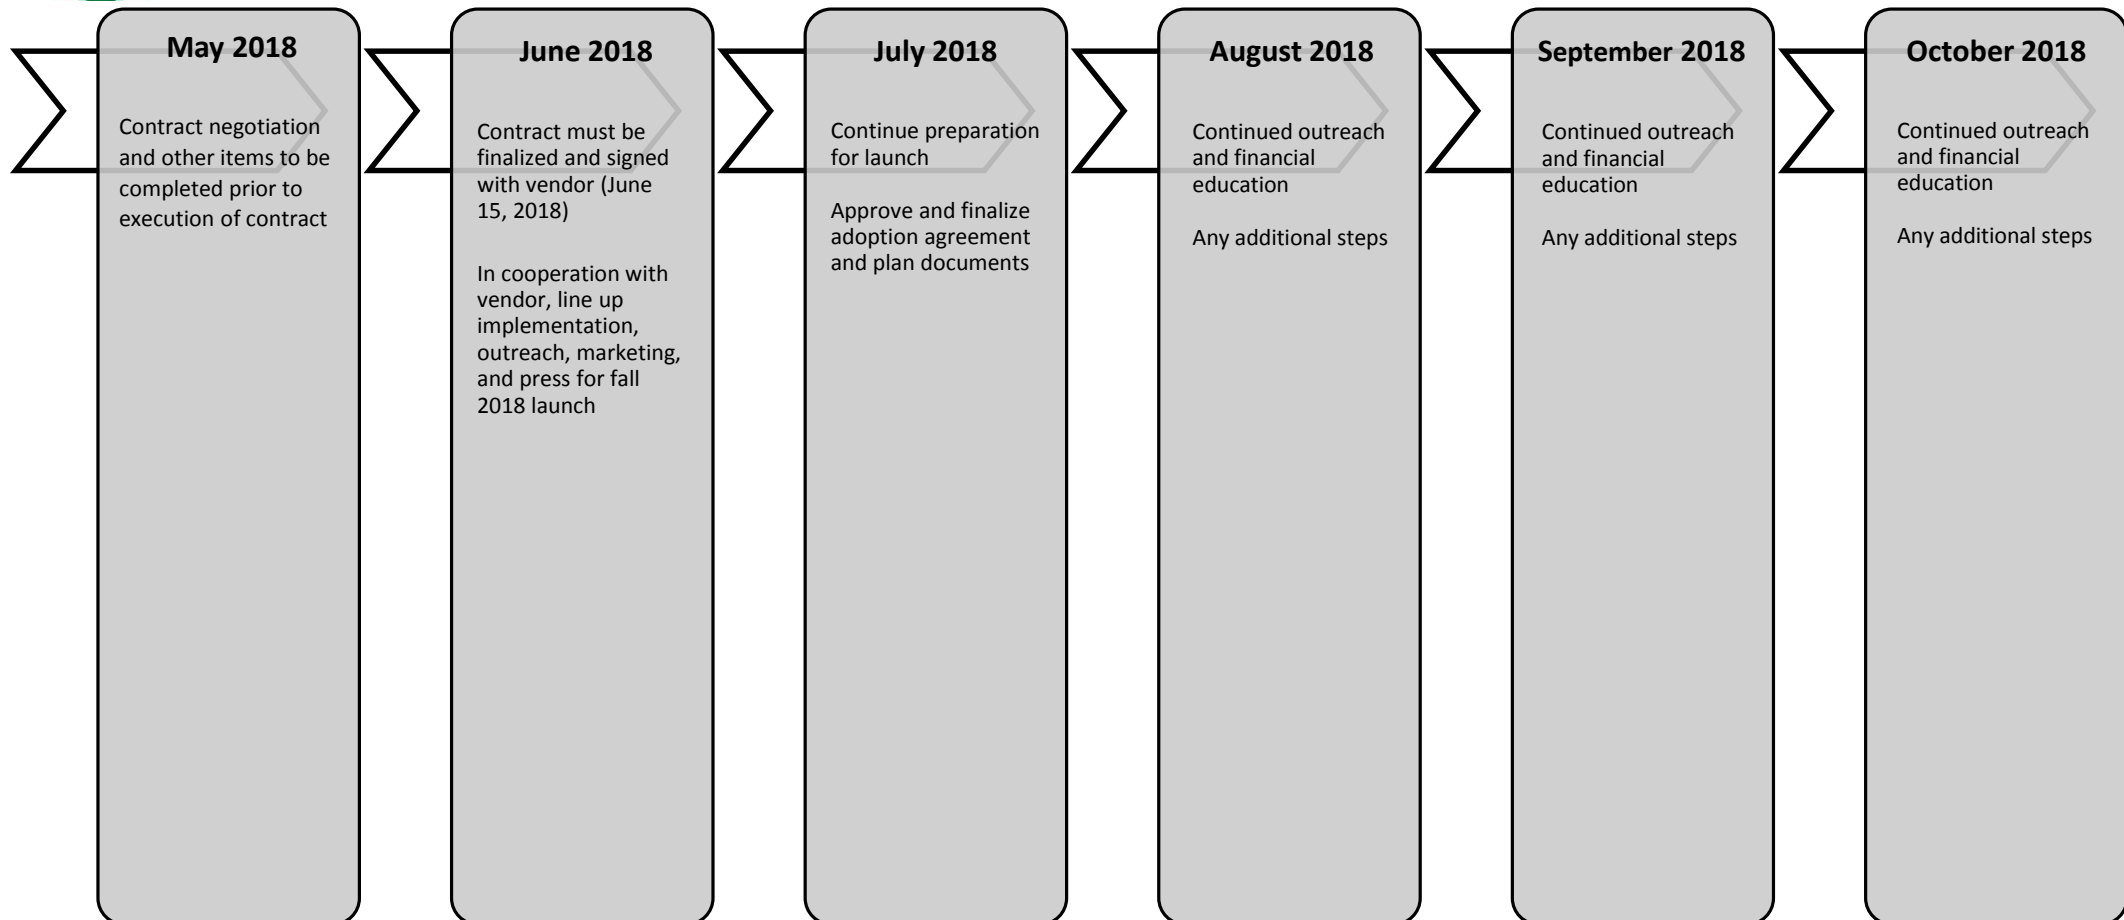 May 2018
Contract negotiation
and other items to be
completed prior to
execution of contract
June 2018
Contract must be
finalized and signed
with vendor (June
15, 2018)
In cooperation with
vendor, line up
implementation,
outreach, marketing,
and press for fall
2018 launch
July 2018
Continue preparation
for launch
Approve and finalize
adoption agreement
and plan documents
August 2018
Continued outreach
and financial
education
Any additional steps
September 2018
Continued outreach
and financial
education
Any additional steps
October 2018
Continued outreach
and financial
education
Any additional steps